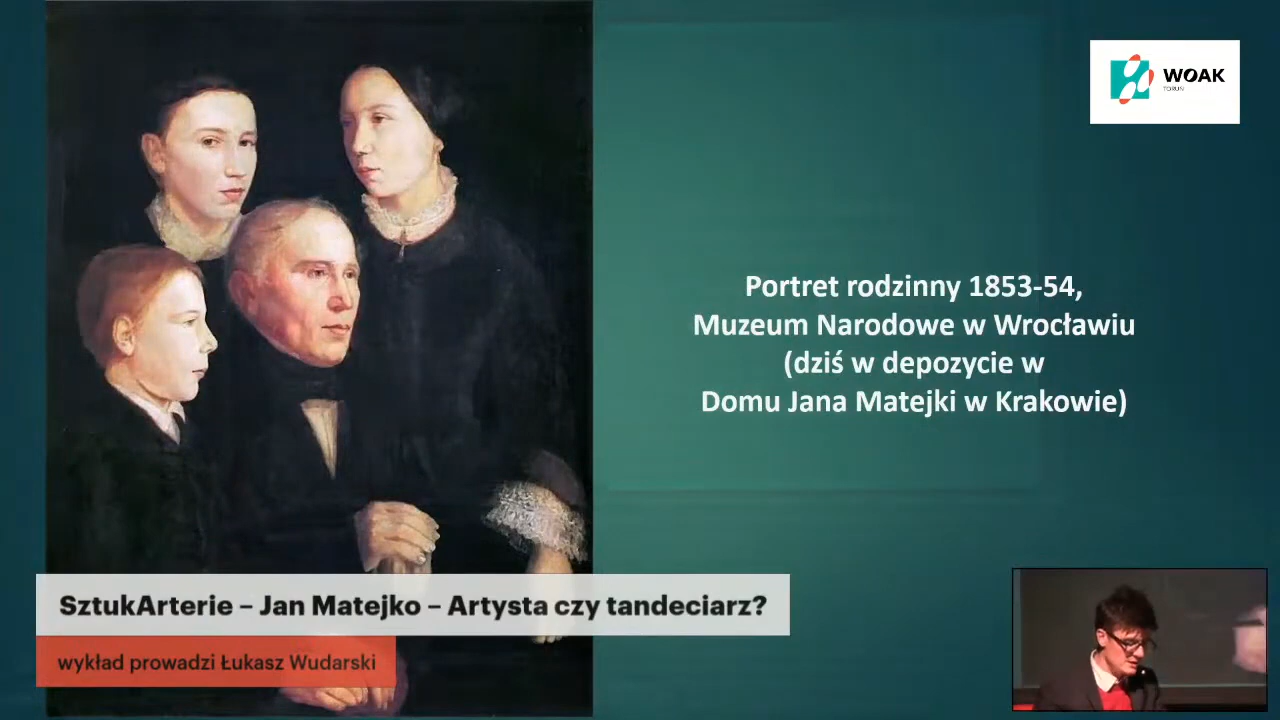 WOAK
TORUŃ
Portret rodzinny 1853-54,
Muzeum Narodowe w Wrocławiu
(dziś w depozycie w
Domu Jana Matejki w Krakowie)
SztukArterie – Jan Matejko – Artysta czy tandeciarz?
wykład prowadzi Łukasz Wudarski